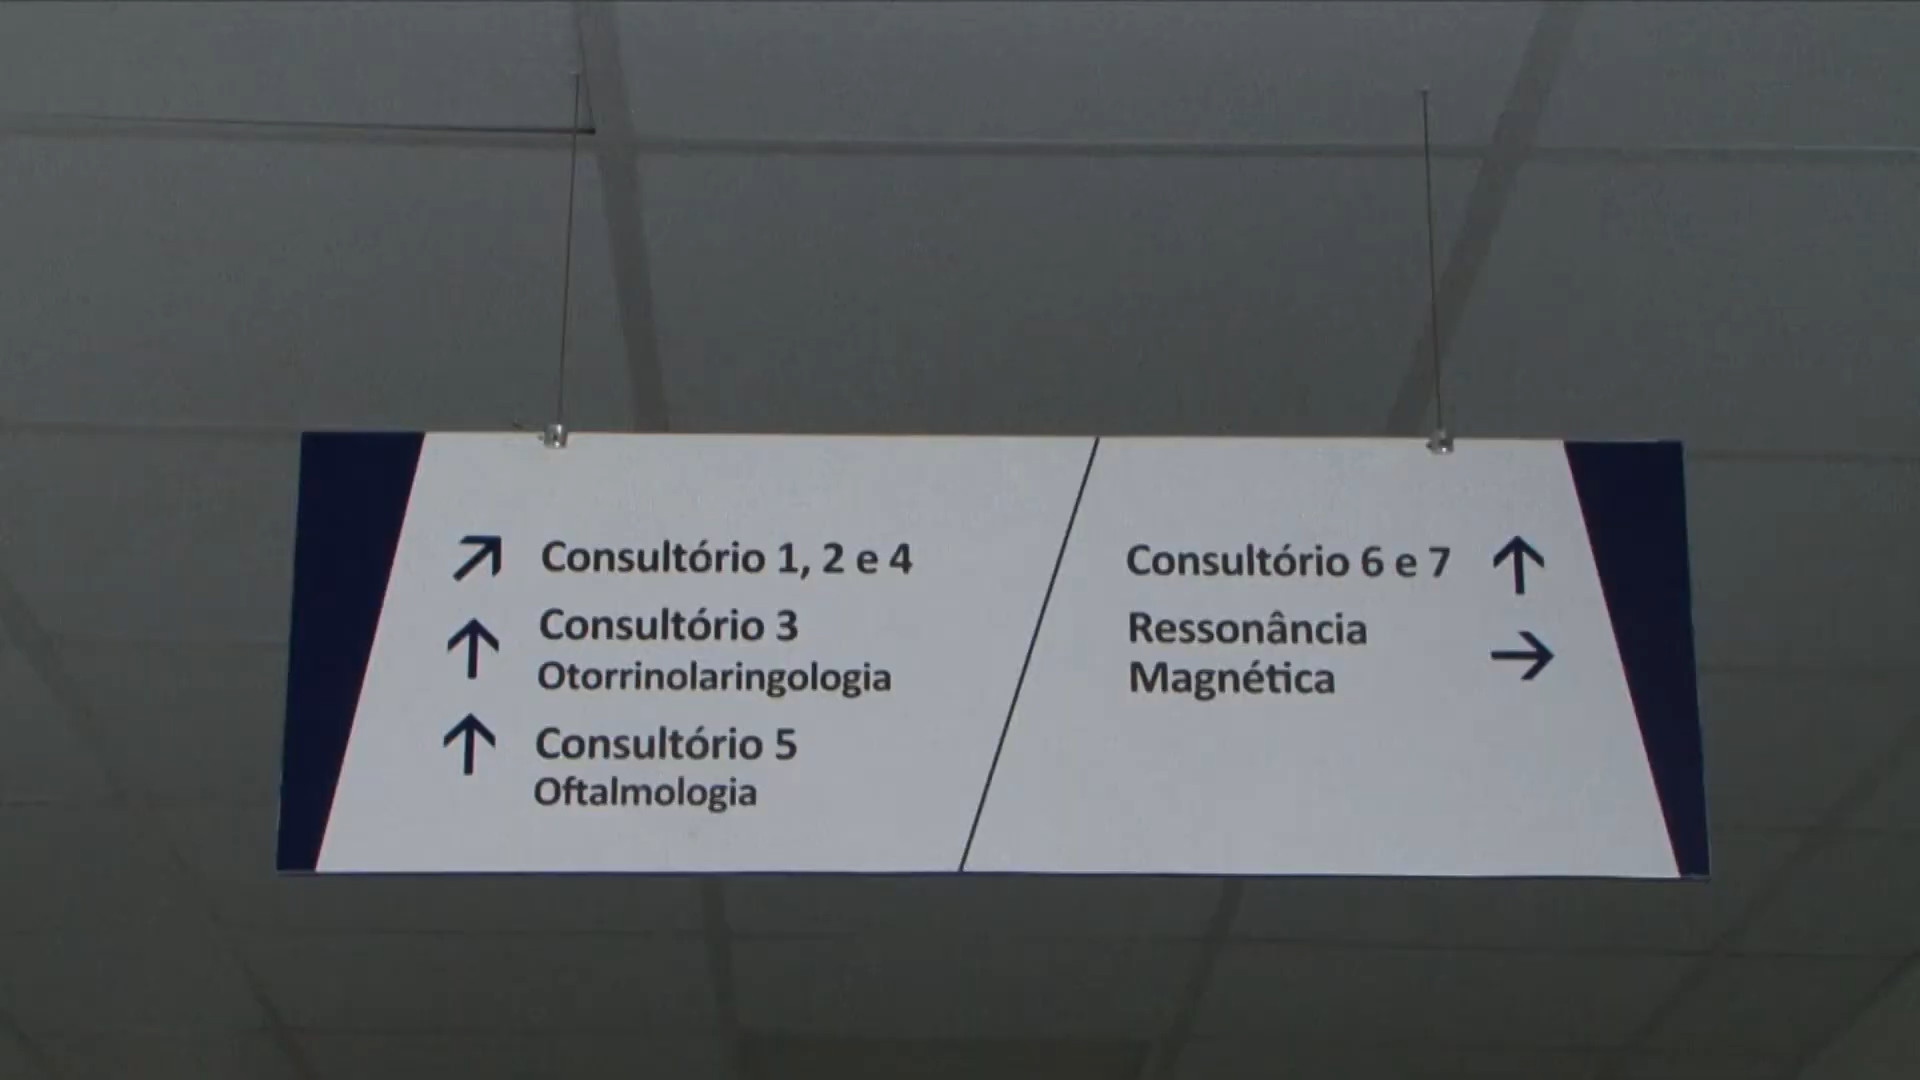 Consultório 1, 2 e 4
Consultório 3
Otorrinolaringologia
Consultório 5
Oftalmologia
Consultório 6 e 7
Ressonância
Magnética